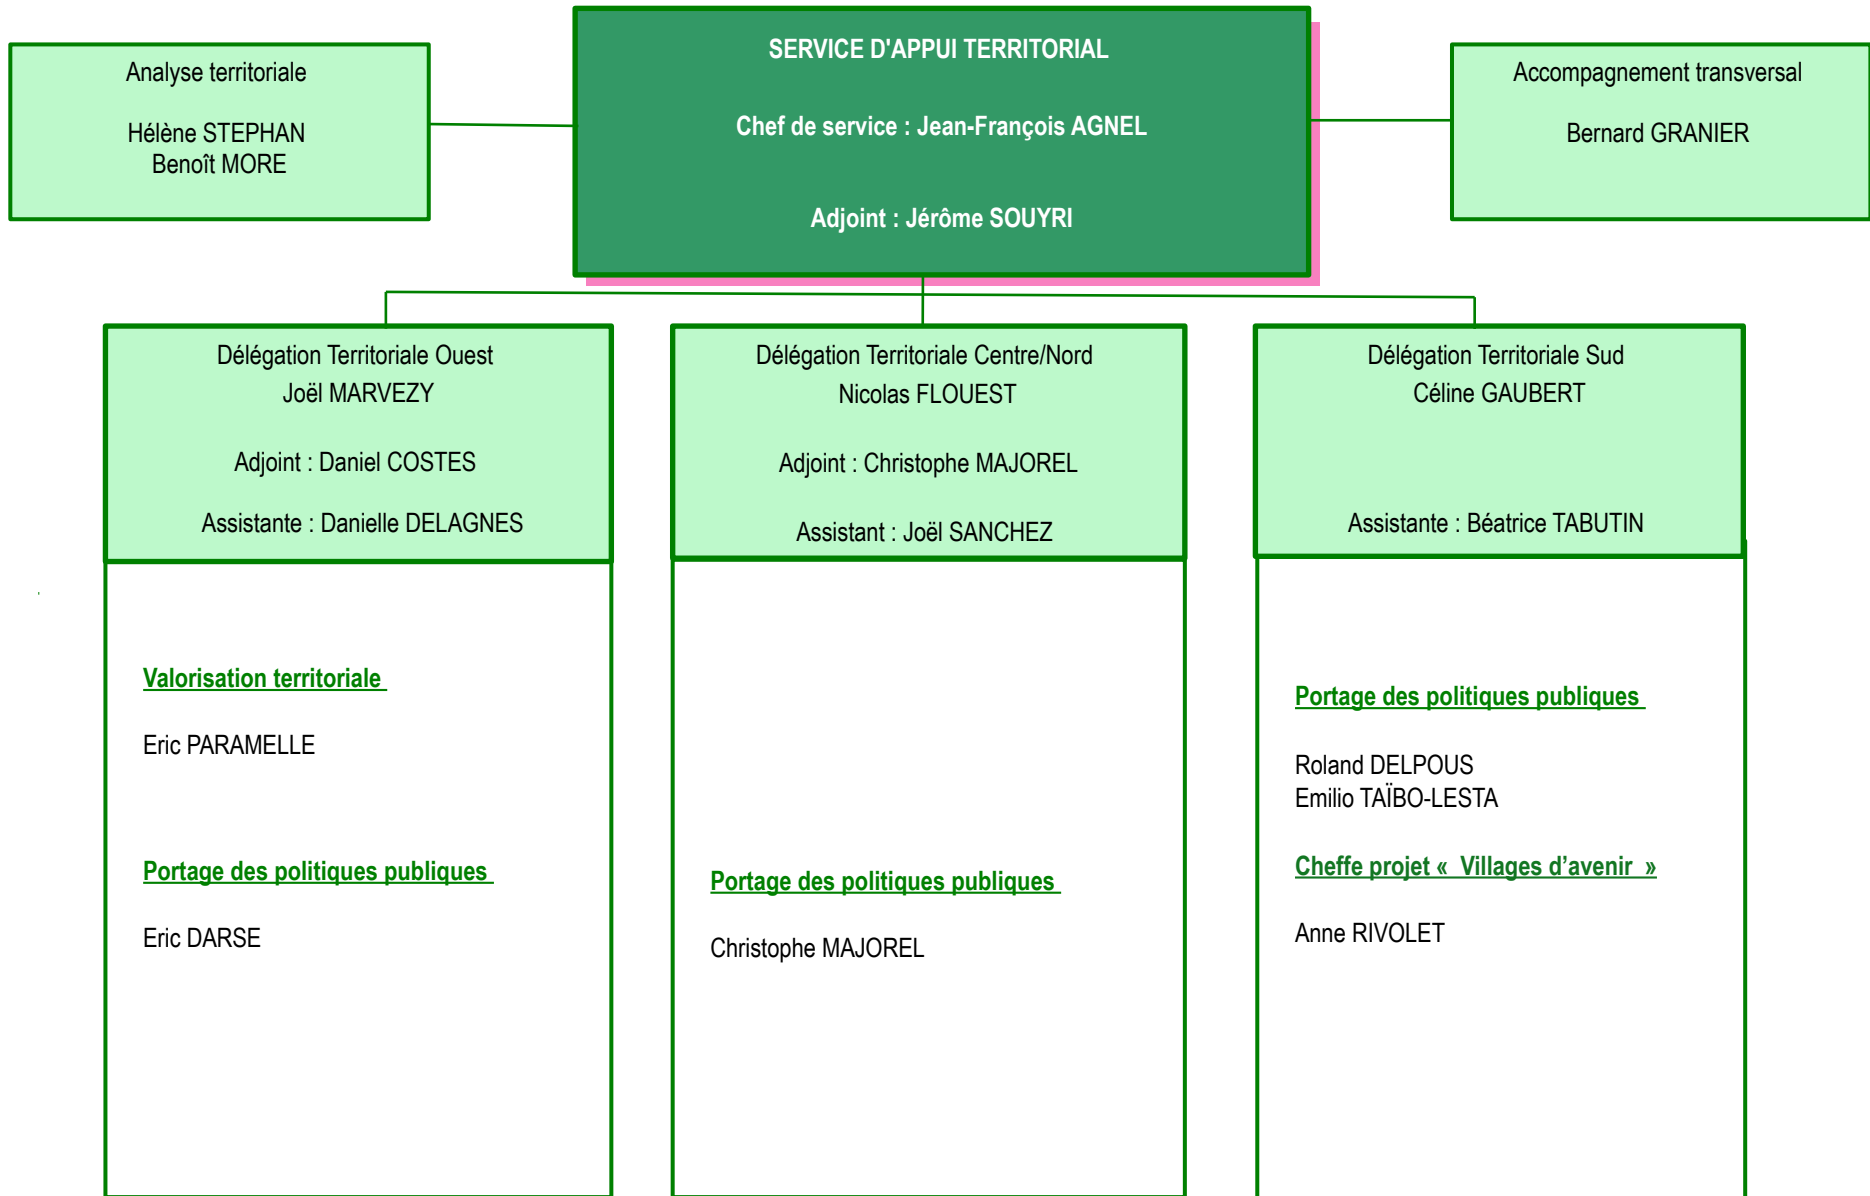 SERVICE D'APPUI TERRITORIAL
Chef de service : Jean-François AGNEL
Adjoint : Jérôme SOUYRI
Analyse territoriale
Hélène STEPHAN
Benoît MORE
Accompagnement transversal
Bernard GRANIER
Délégation Territoriale Ouest
Joël MARVEZY
Adjoint : Daniel COSTES
Assistante : Danielle DELAGNES
Valorisation territoriale
Eric PARAMELLE
Portage des politiques publiques
Eric DARSE
Délégation Territoriale Centre/Nord
Nicolas FLOUEST
Adjoint : Christophe MAJOREL
Assistant : Joël SANCHEZ
Portage des politiques publiques
Christophe MAJOREL
Délégation Territoriale Sud
Céline GAUBERT
Assistante : Béatrice TABUTIN
Portage des politiques publiques
Roland DELPOUS
Emilio TAÏBO-LESTA
Cheffe projet «  Villages d’avenir  »
Anne RIVOLET